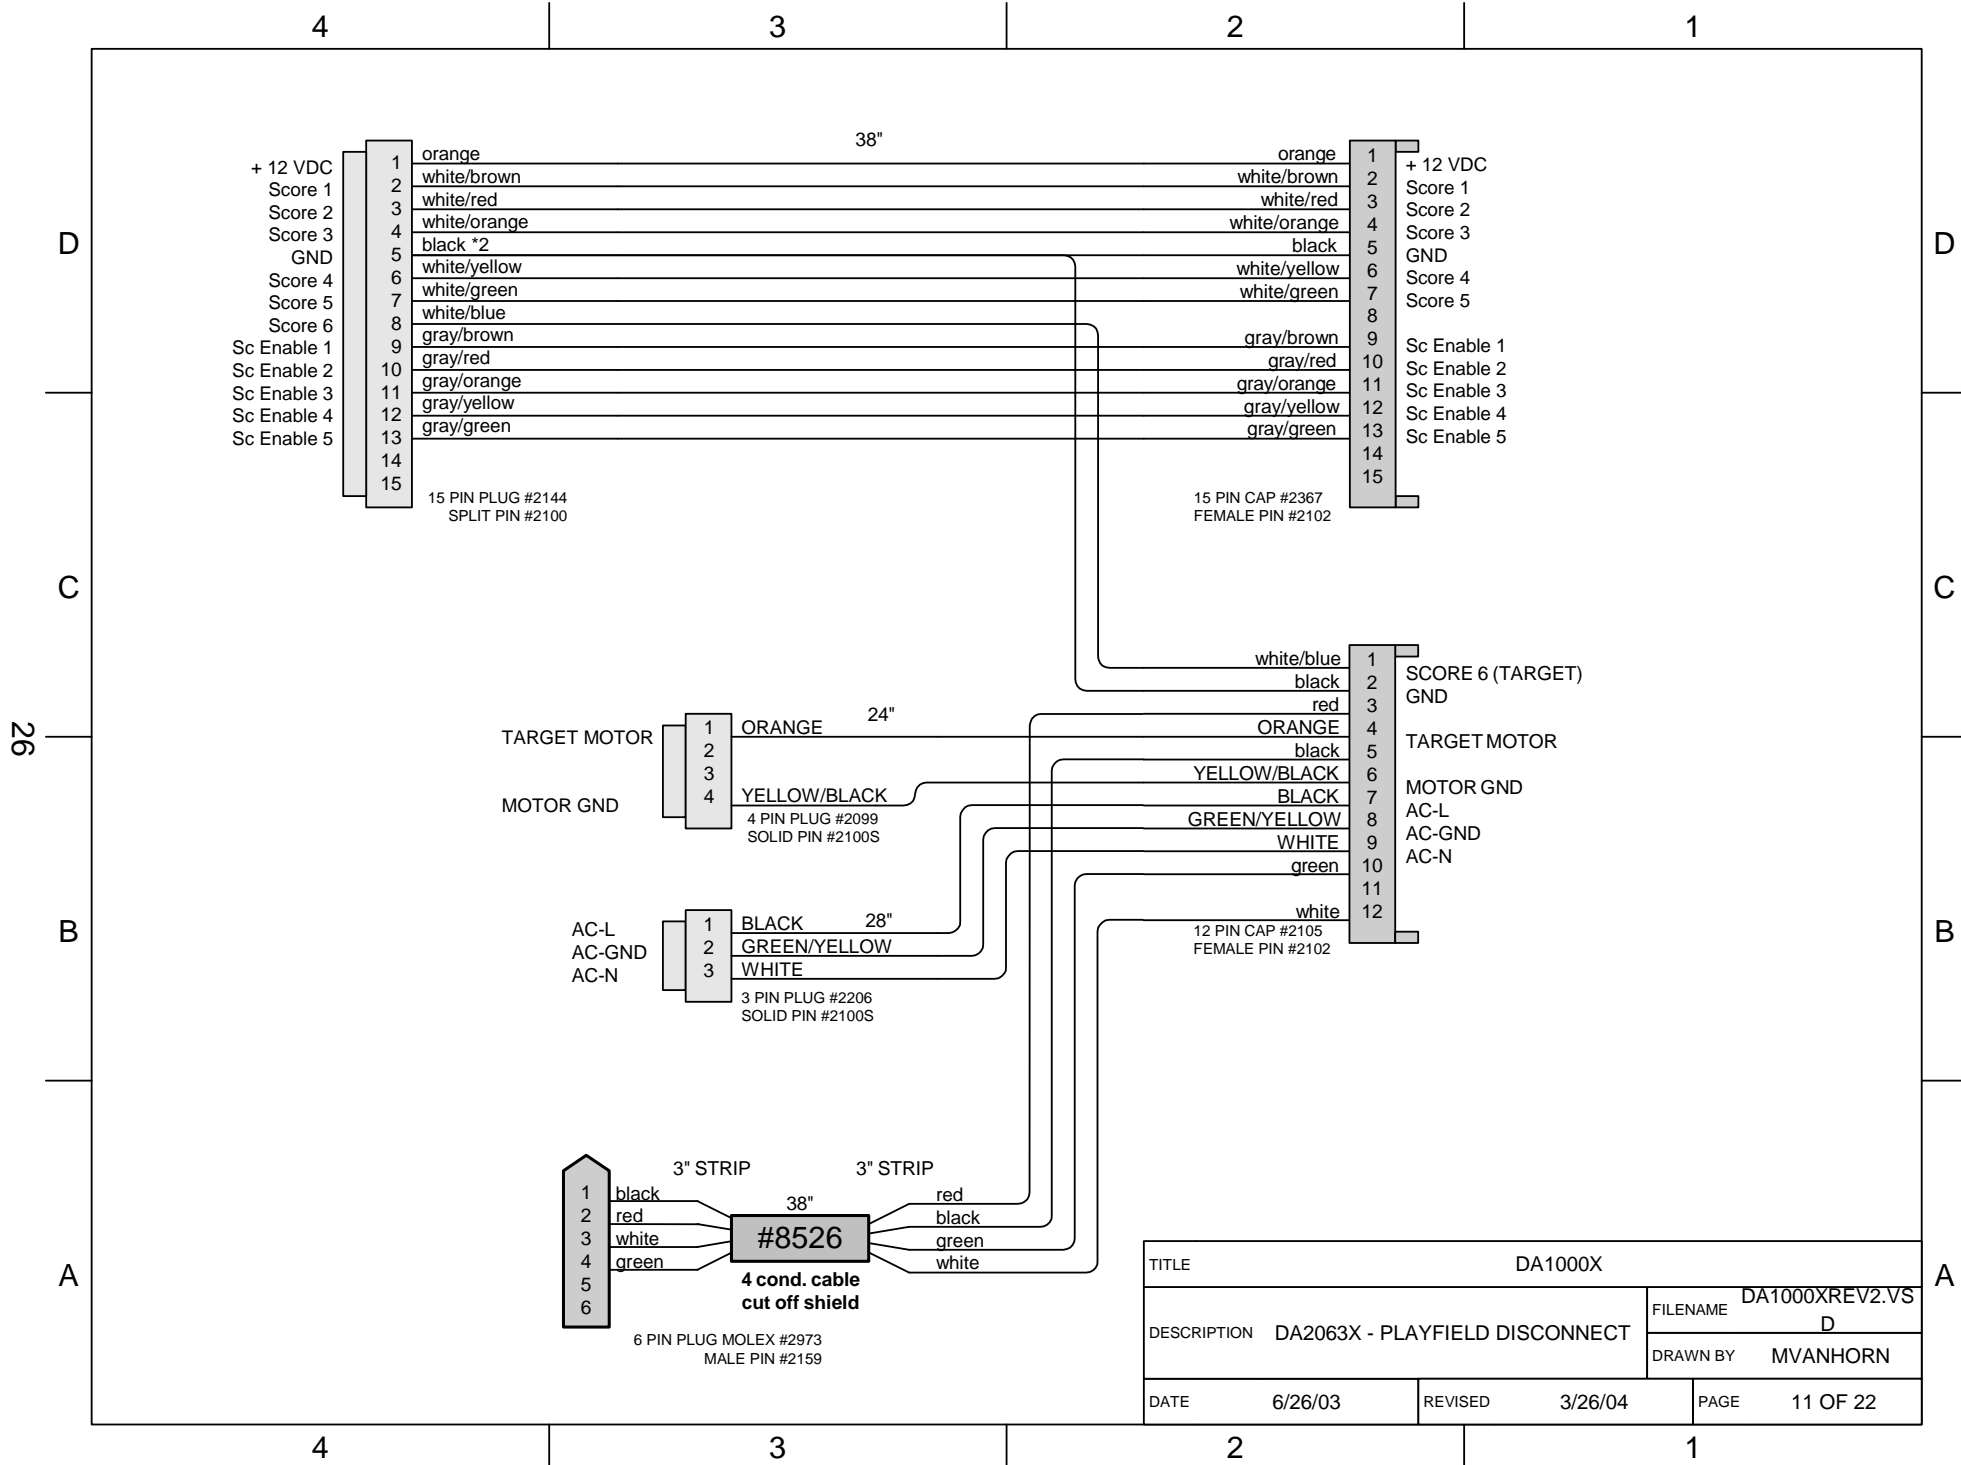 4 3 2 1
38"
+ 12 VDC 1 orange orange 1 + 12 VDC
Score 1 2 white/brown white/brown 2 Score 1
Score 2 3 white/red white/red 3 Score 2
Score 3 4 white/orange white/orange 4 Score 3
D GND 5 black *2 black 5 GND D
Score 4 6 white/yellow white/yellow 6 Score 4
Score 5 7 white/green white/green 7 Score 5
Score 6 8 white/blue 8
Sc Enable 1 9 gray/brown gray/brown 9 Sc Enable 1
Sc Enable 2 10 gray/red gray/red 10 Sc Enable 2
Sc Enable 3 11 gray/orange gray/orange 11 Sc Enable 3
Sc Enable 4 12 gray/yellow gray/yellow 12 Sc Enable 4
Sc Enable 5 13 gray/green gray/green 13 Sc Enable 5
14 14
15 15
15 PIN PLUG #2144 15 PIN CAP #2367
SPLIT PIN #2100 FEMALE PIN #2102
C C
white/blue 1 SCORE 6 (TARGET)
black 2 GND
red 3
24"
TARGET MOTOR 1 ORANGE ORANGE 4 TARGET MOTOR
2 black 5
3 YELLOW/BLACK 6 MOTOR GND
MOTOR GND 4 YELLOW/BLACK BLACK 7 AC-L
4 PIN PLUG #2099 GREEN/YELLOW 8 AC-GND
SOLID PIN #2100S WHITE 9 AC-N
green 10
11
white 12
12 PIN CAP #2105
FEMALE PIN #2102
26
B B
AC-L 1 BLACK 28"
AC-GND 2 GREEN/YELLOW
AC-N 3 WHITE
3 PIN PLUG #2206
SOLID PIN #2100S
3" STRIP 3" STRIP
38"
1 black red
2 red black
3 white green
4 green white
5
6
#8526
4 cond. cable
cut off shield
6 PIN PLUG MOLEX #2973
MALE PIN #2159
A A
TITLE DA1000X
DESCRIPTION DA2063X - PLAYFIELD DISCONNECT
FILENAME DA1000XREV2.VS
D
DRAWN BY MVANHORN
DATE 6/26/03 REVISED 3/26/04 PAGE 11 OF 22
4 3 2 1